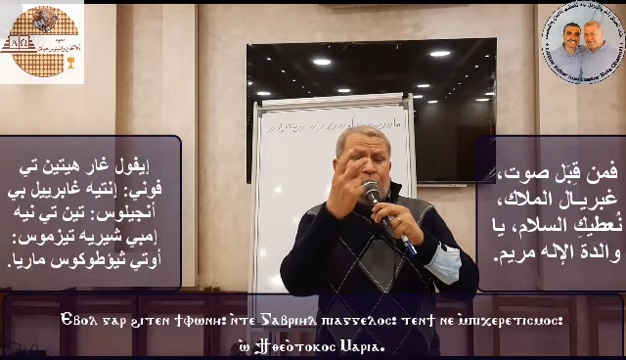 إيفول غار هيتين تي
فوني: إنتيه غابرييل بي
أنجيلوس: تين تي نيه
إمبي شيريه تيزموس:
أوتي ثيؤطوكوس ماريا.
فمن قِبَل صوت،
غبريـال الملاك،
نُعطيكِ السلام، يا
والدة الإله مريم.
Ⲉⲃⲟⲗ ⲅⲁⲣ ϩⲓⲧⲉⲛ ϯⲫⲱⲛⲏ: ⲛ̀ⲧⲉ Ⲅⲁⲃⲣⲓⲏⲗ ⲡⲓⲁⲅⲅⲉⲗⲟⲥ: ⲧⲉⲛϯ ⲛⲉ ⲙ̀ⲡⲓⲭⲉⲣⲉⲧⲓⲥⲙⲟⲥ:
ⲱ̀ ϮⲐⲉⲟ̀ⲧⲟⲕⲟⲥ Ⲙⲁⲣⲓⲁ.